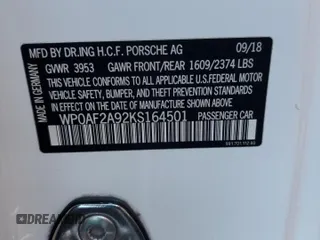 MFD BY DR.ING H.C.F. PORSCHE AG 09/18
GVWR 3953 GAWR FRONT/REAR 1609/2374 LBS
THIS VEHICLE CONFORMS TO ALL APPLICABLE U.S. FEDERAL MOTOR
VEHICLE SAFETY, BUMPER, AND THEFT PREVENTION STANDARDS IN
EFFECT ON THE DATE OF MANUFACTURE SHOWN ABOVE.
WP0AF2A92KS164501 PASSENGER CAR
MADE IN GERMANY